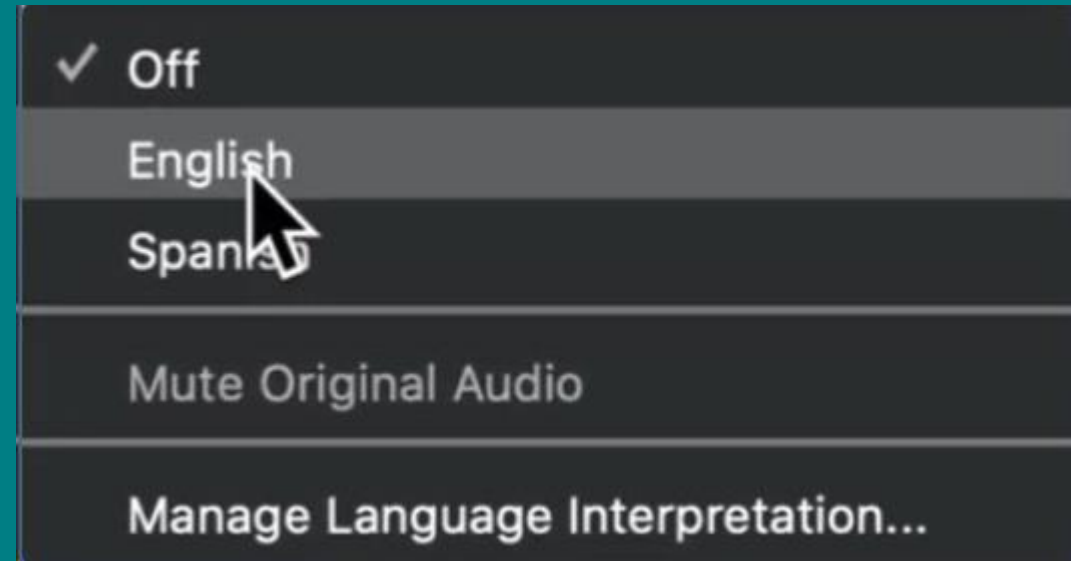 Off
English
Spanish
Mute Original Audio
Manage Language Interpretation...